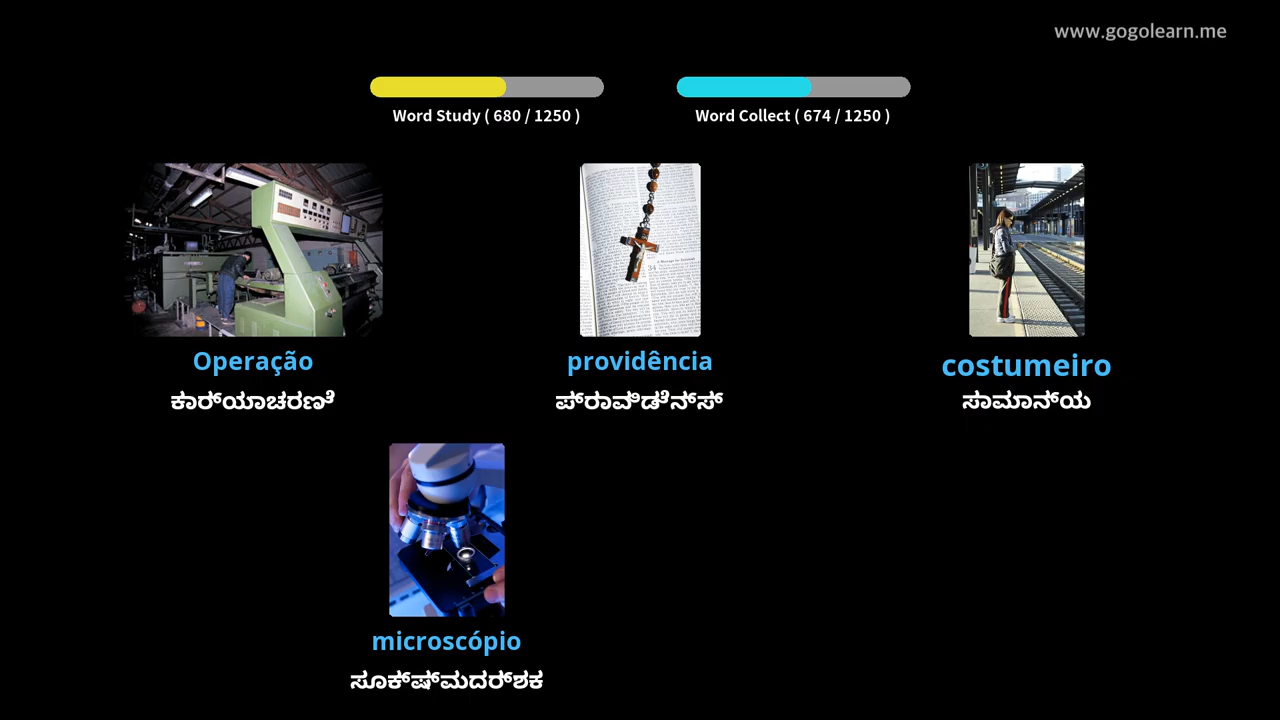 www.gogolearn.me
Word Study ( 680 / 1250 )
Word Collect ( 674 / 1250 )
Operação
providência
costumeiro
ಕಾರ್ಯಾಚರಣೆ
ಪ್ರಾವಿಡೆನ್ಸ್
ಸಾಮಾನ್ಯ
microscópio
ಸೂಕ್ಷ್ಮದರ್ಶಕ